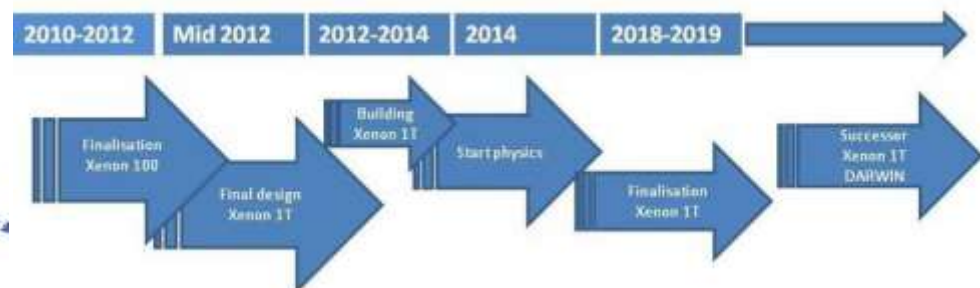 2010-2012
Mid 2012
2012-2014
2014
2018-2019
Finalisation
Xenon 100
Final design
Xenon 1T
Building
Xenon 1T
Start physics
Finalisation
Xenon 1T
Successor
Xenon 1T
DARWIN